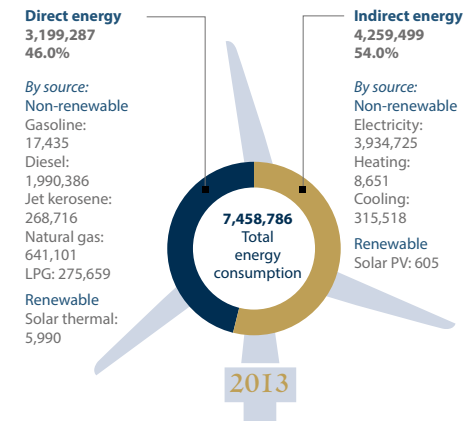 Direct energy
3,199,287
46.0%
By source:
Non-renewable
Gasoline:
17,435
Diesel:
1,990,386
Jet kerosene:
268,716
Natural gas:
641,101
LPG: 275,659
Renewable
Solar thermal:
5,990
Indirect energy
4,259,499
54.0%
By source:
Non-renewable
Electricity:
3,934,725
Heating:
8,651
Cooling:
315,518
Renewable
Solar PV: 605
7,458,786
Total
energy
consumption
2013